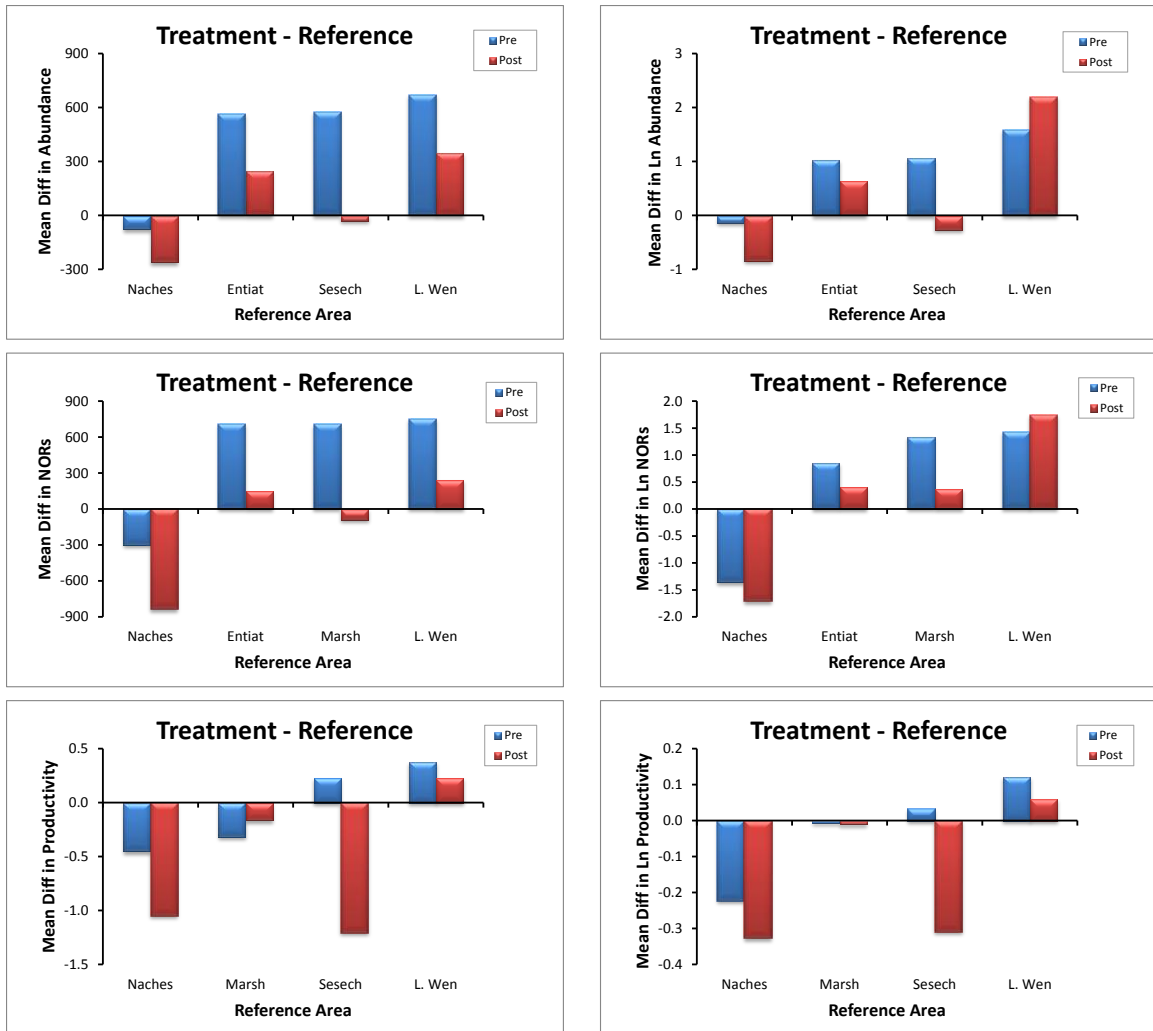 Treatment - Reference
Pre
Post
Mean Diff in Abundance
900
600
300
0
-300
Naches Entiat Sesech L. Wen
Reference Area
Treatment - Reference
Pre
Post
Mean Diff in Ln Abundance
3
2
1
0
-1
Naches Entiat Sesech L. Wen
Reference Area
Treatment - Reference
Pre
Post
Mean Diff in NORs
900
600
300
0
-300
-600
-900
Naches Entiat Marsh L. Wen
Reference Area
Treatment - Reference
Pre
Post
Mean Diff in Ln NORs
2.0
1.5
1.0
0.5
0.0
-0.5
-1.0
-1.5
-2.0
Naches Entiat Marsh L. Wen
Reference Area
Treatment - Reference
Pre
Post
Mean Diff in Productivity
0.5
0.0
-0.5
-1.0
-1.5
Naches Marsh Sesech L. Wen
Reference Area
Treatment - Reference
Pre
Post
Mean Diff in Ln Productivity
0.2
0.1
0.0
-0.1
-0.2
-0.3
-0.4
Naches Marsh Sesech L. Wen
Reference Area